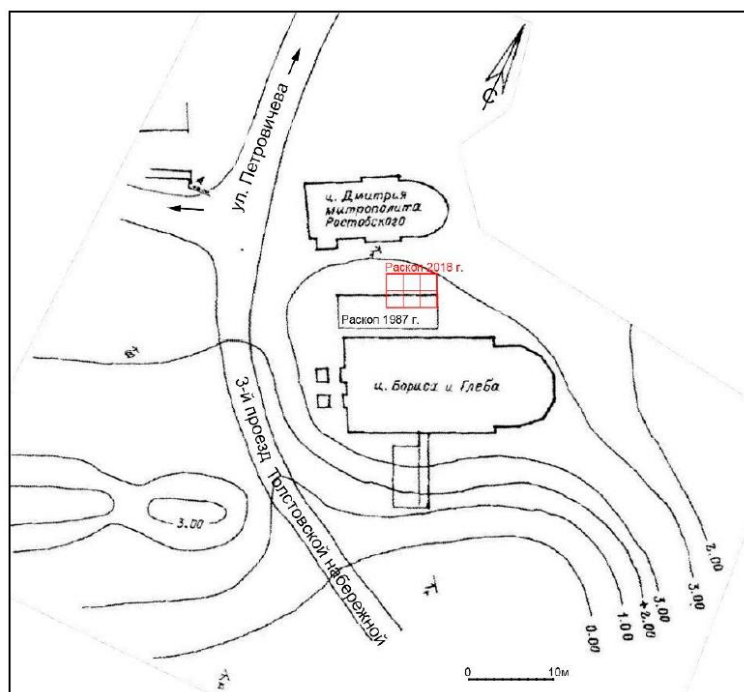 С
ул. Петровичева
ц. Дмитрия
митрополита
Ростовского
Раскоп 2018 г.
Раскоп 1987 г.
ц. Бориса и Глеба
3-й проезд Толстовской набережной
3.00
2.00
3.00
3.00
+2.00
1.00
0.00
0 10м